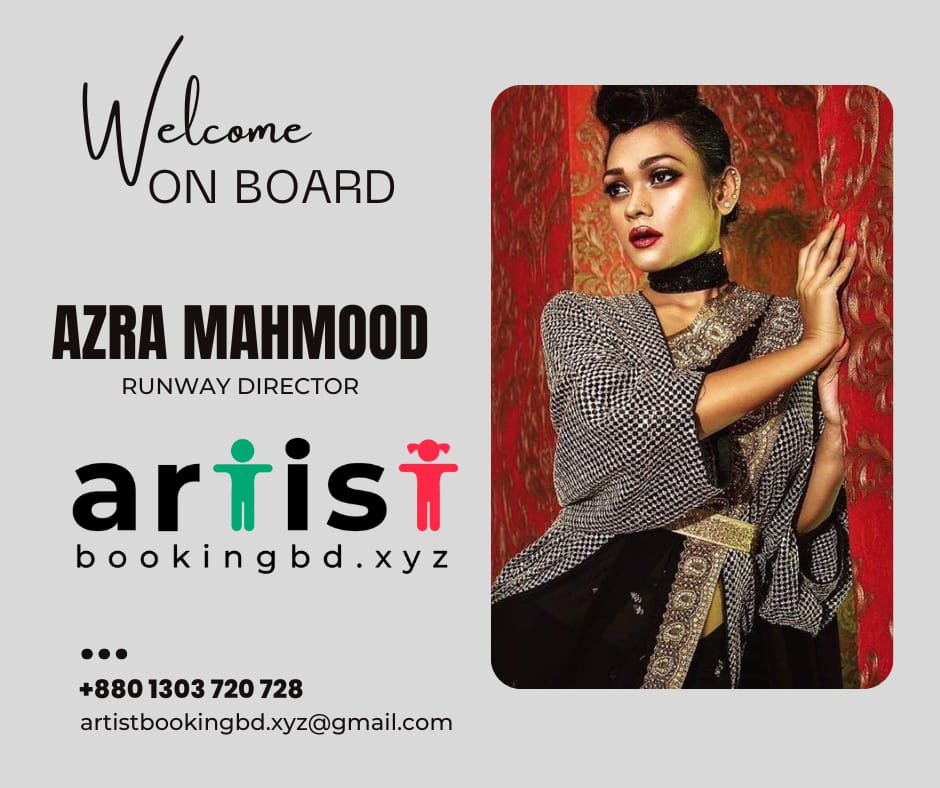 Welcome
ON BOARD
AZRA MAHMOOD
RUNWAY DIRECTOR
artist
bookingbd.xyz
+880 1303 720 728
artistbookingbd.xyz@gmail.com